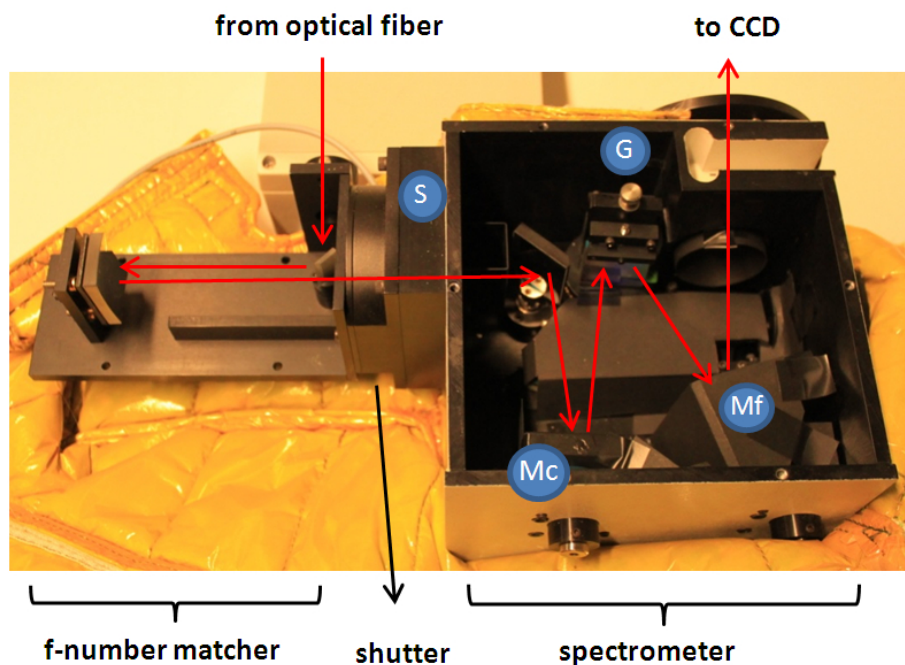 from optical fiber
to CCD
G
S
Mf
Mc
f-number matcher
shutter
spectrometer